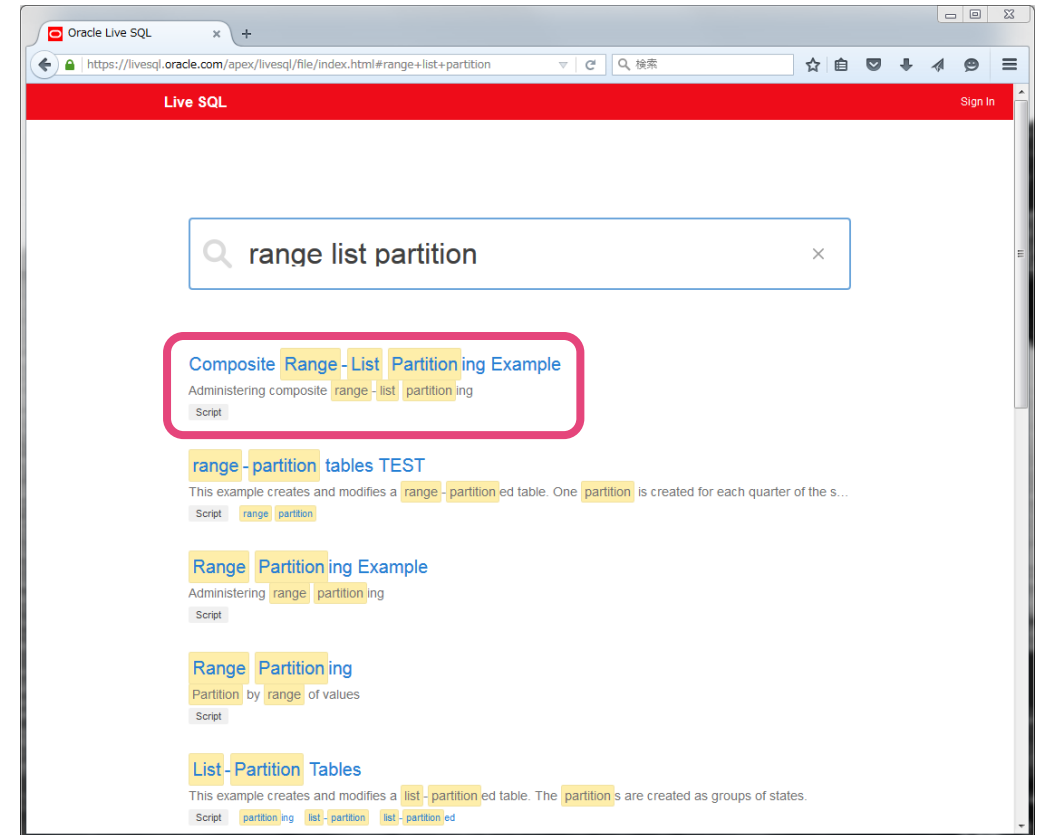 Oracle Live SQL
https://livesql.oracle.com/apex/livesql/file/index.html#range+list+partition
検索
Live SQL
Sign In
range list partition
Composite Range-List Partitioning Example
Administering composite range-list partitioning
Script
range-partition tables TEST
This example creates and modifies a range-partitioned table. One partition is created for each quarter of the s...
Script range partition
Range Partitioning Example
Administering range partitioning
Script
Range Partitioning
Partition by range of values
Script
List-Partition Tables
This example creates and modifies a list-partitioned table. The partitions are created as groups of states.
Script partitioning list-partition list-partitioned